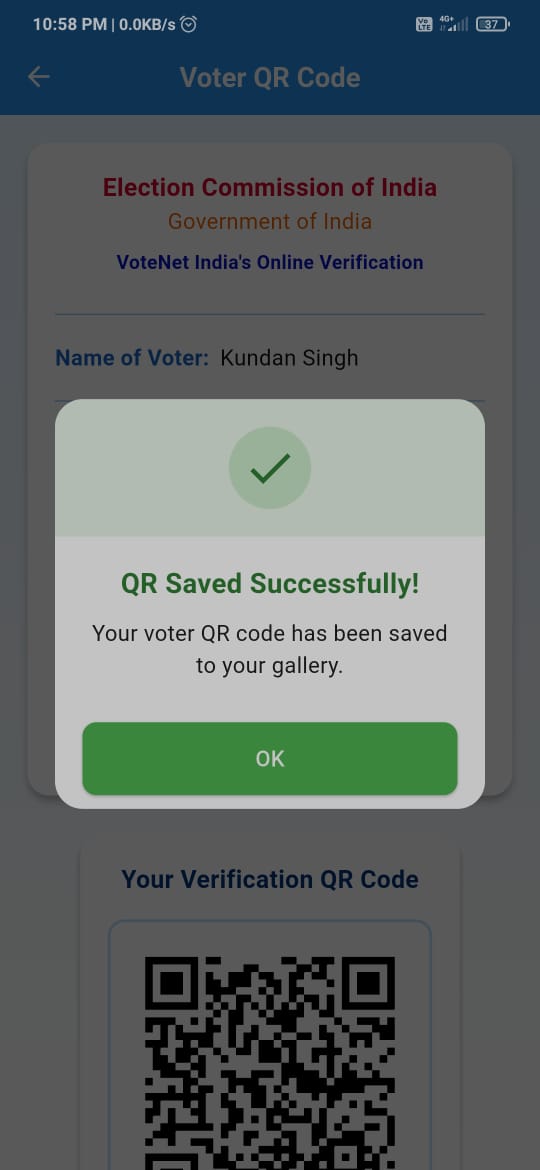 10:58 PM | 0.0KB/s
Vo LTE 4G+ 37
Voter QR Code
Election Commission of India
Government of India
VoteNet India's Online Verification
Name of Voter: Kundan Singh
QR Saved Successfully!
Your voter QR code has been saved
to your gallery.
OK
Your Verification QR Code